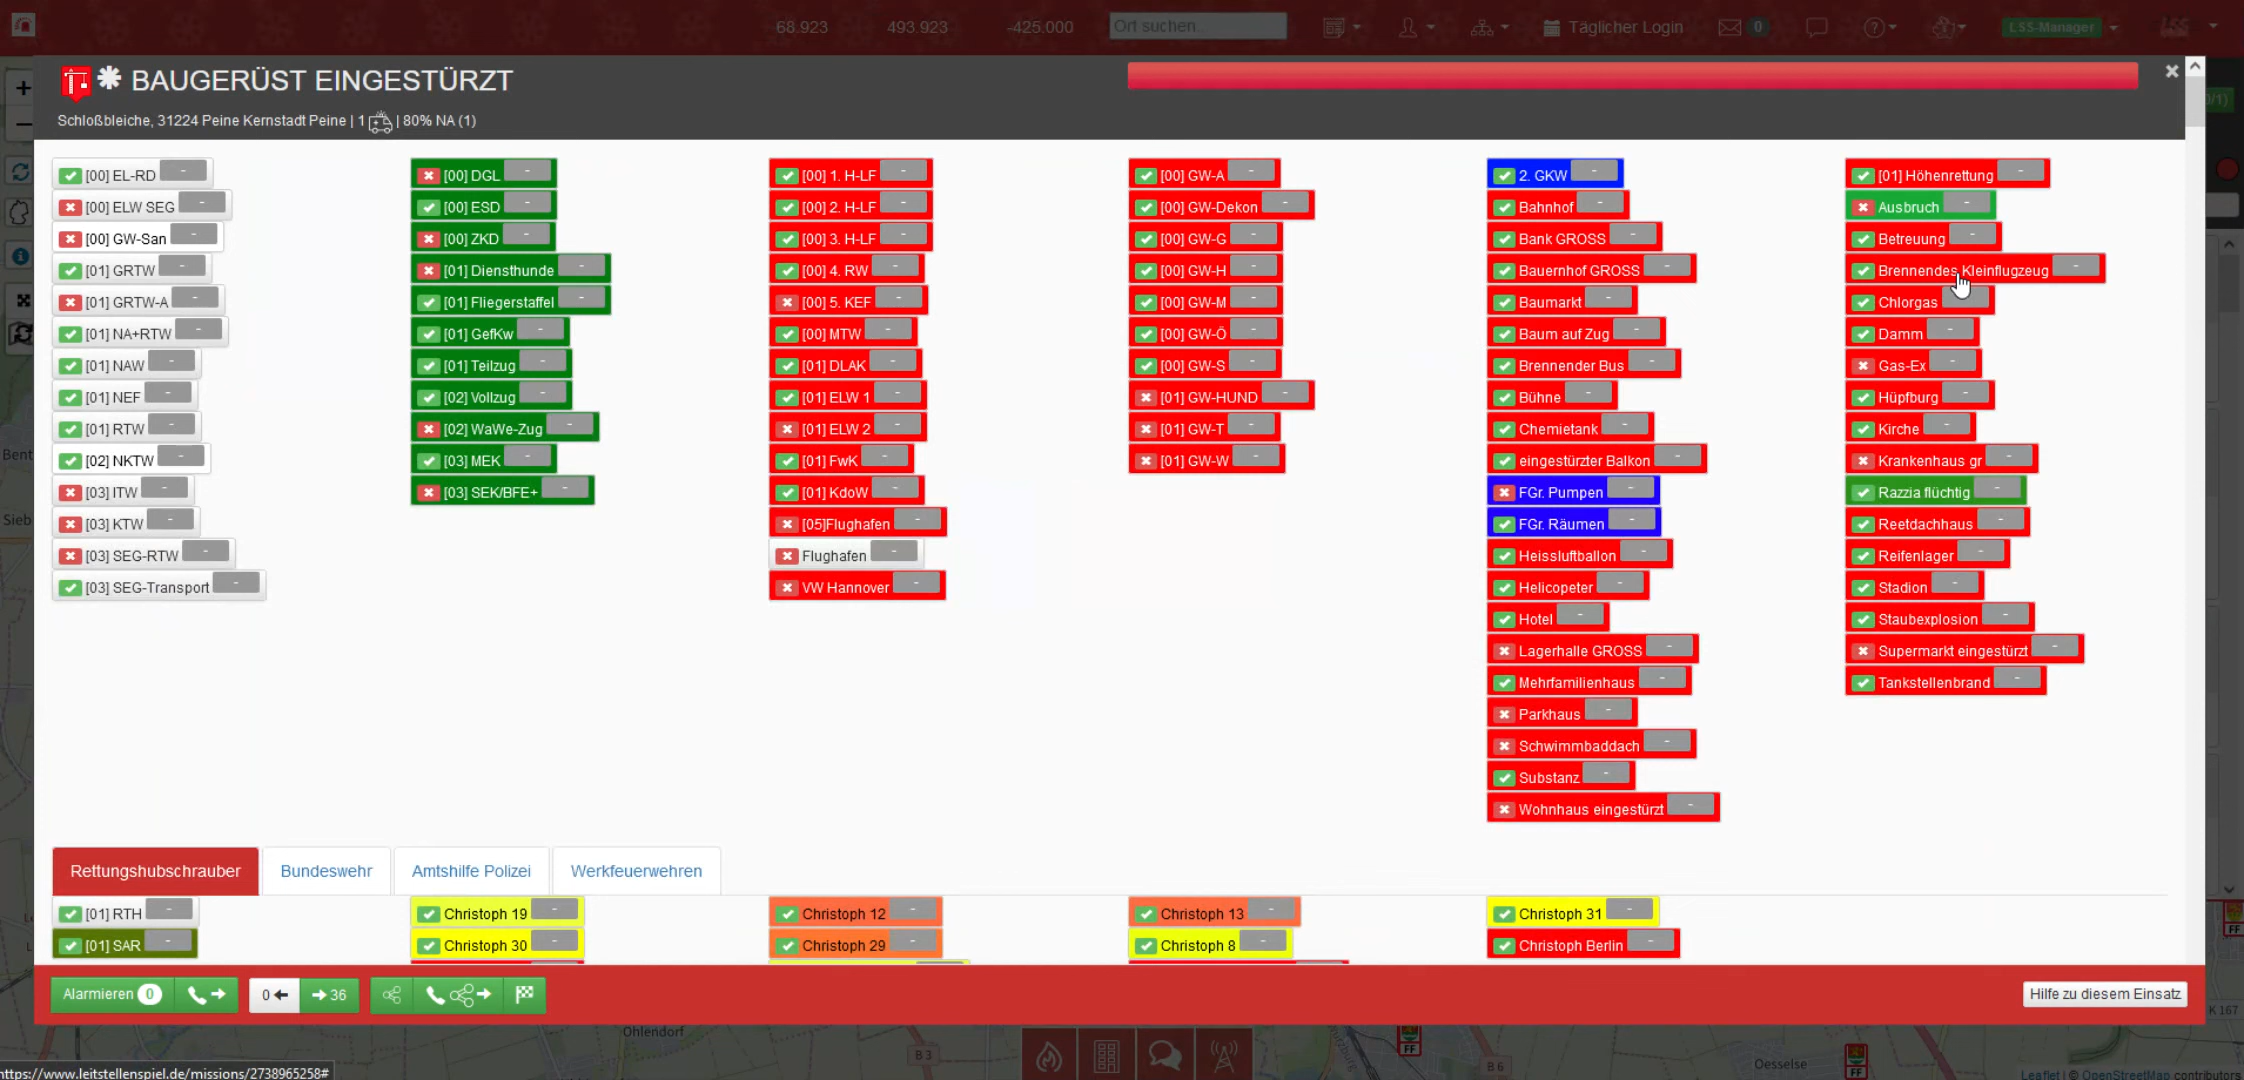 68.923
493.923
-425.000
Ort suchen...
Täglicher Login
0
LSS-Manager
LSS
BAUGERÜST EINGESTÜRZT
Schloßbleiche, 31224 Peine Kernstadt Peine | 1 | 80% NA (1)
[00] EL-RD -
[00] ELW SEG -
[00] GW-San -
[01] GRTW -
[01] GRTW-A -
[01] NA+RTW -
[01] NAW -
[01] NEF -
[01] RTW -
[02] NKTW -
[03] ITW -
[03] KTW -
[03] SEG-RTW -
[03] SEG-Transport -
[00] DGL -
[00] ESD -
[00] ZKD -
[01] Diensthunde -
[01] Fliegerstaffel -
[01] GefKw -
[01] Teilzug -
[02] Vollzug -
[02] WaWe-Zug -
[03] MEK -
[03] SEK/BFE+ -
[00] 1. H-LF -
[00] 2. H-LF -
[00] 3. H-LF -
[00] 4. RW -
[00] 5. KEF -
[00] MTW -
[01] DLAK -
[01] ELW 1 -
[01] ELW 2 -
[01] FwK -
[01] KdoW -
[05]Flughafen -
Flughafen -
VW Hannover -
[00] GW-A -
[00] GW-Dekon -
[00] GW-G -
[00] GW-H -
[00] GW-M -
[00] GW-Ö -
[00] GW-S -
[01] GW-HUND -
[01] GW-T -
[01] GW-W -
2. GKW -
Bahnhof -
Bank GROSS -
Bauernhof GROSS -
Baumarkt -
Baum auf Zug -
Brennender Bus -
Bühne -
Chemietank -
eingestürzter Balkon -
FGr. Pumpen -
FGr. Räumen -
Heissluftballon -
Helicopeter -
Hotel -
Lagerhalle GROSS -
Mehrfamilienhaus -
Parkhaus -
Schwimmbaddach -
Substanz -
Wohnhaus eingestürzt -
[01] Höhenrettung -
Ausbruch -
Betreuung -
Brennendes Kleinflugzeug -
Chlorgas
Damm -
Gas-Ex -
Hüpfburg -
Kirche -
Krankenhaus gr -
Razzia flüchtig -
Reetdachhaus -
Reifenlager -
Stadion -
Staubexplosion -
Supermarkt eingestürzt -
Tankstellenbrand -
Rettungshubschrauber
Bundeswehr
Amtshilfe Polizei
Werkfeuerwehren
[01] RTH -
[01] SAR -
Christoph 19 -
Christoph 30 -
Christoph 12 -
Christoph 29 -
Christoph 13 -
Christoph 8 -
Christoph 31 -
Christoph Berlin -
Alarmieren 0
0
36
Hilfe zu diesem Einsatz
Bent
Sieb
Ohlendorf
B 3
FF
B 6
Oesselse
FF
FF
K 167
https://www.leitstellenspiel.de/missions/2738965258#
Leaflet | © OpenStreetMap contributors